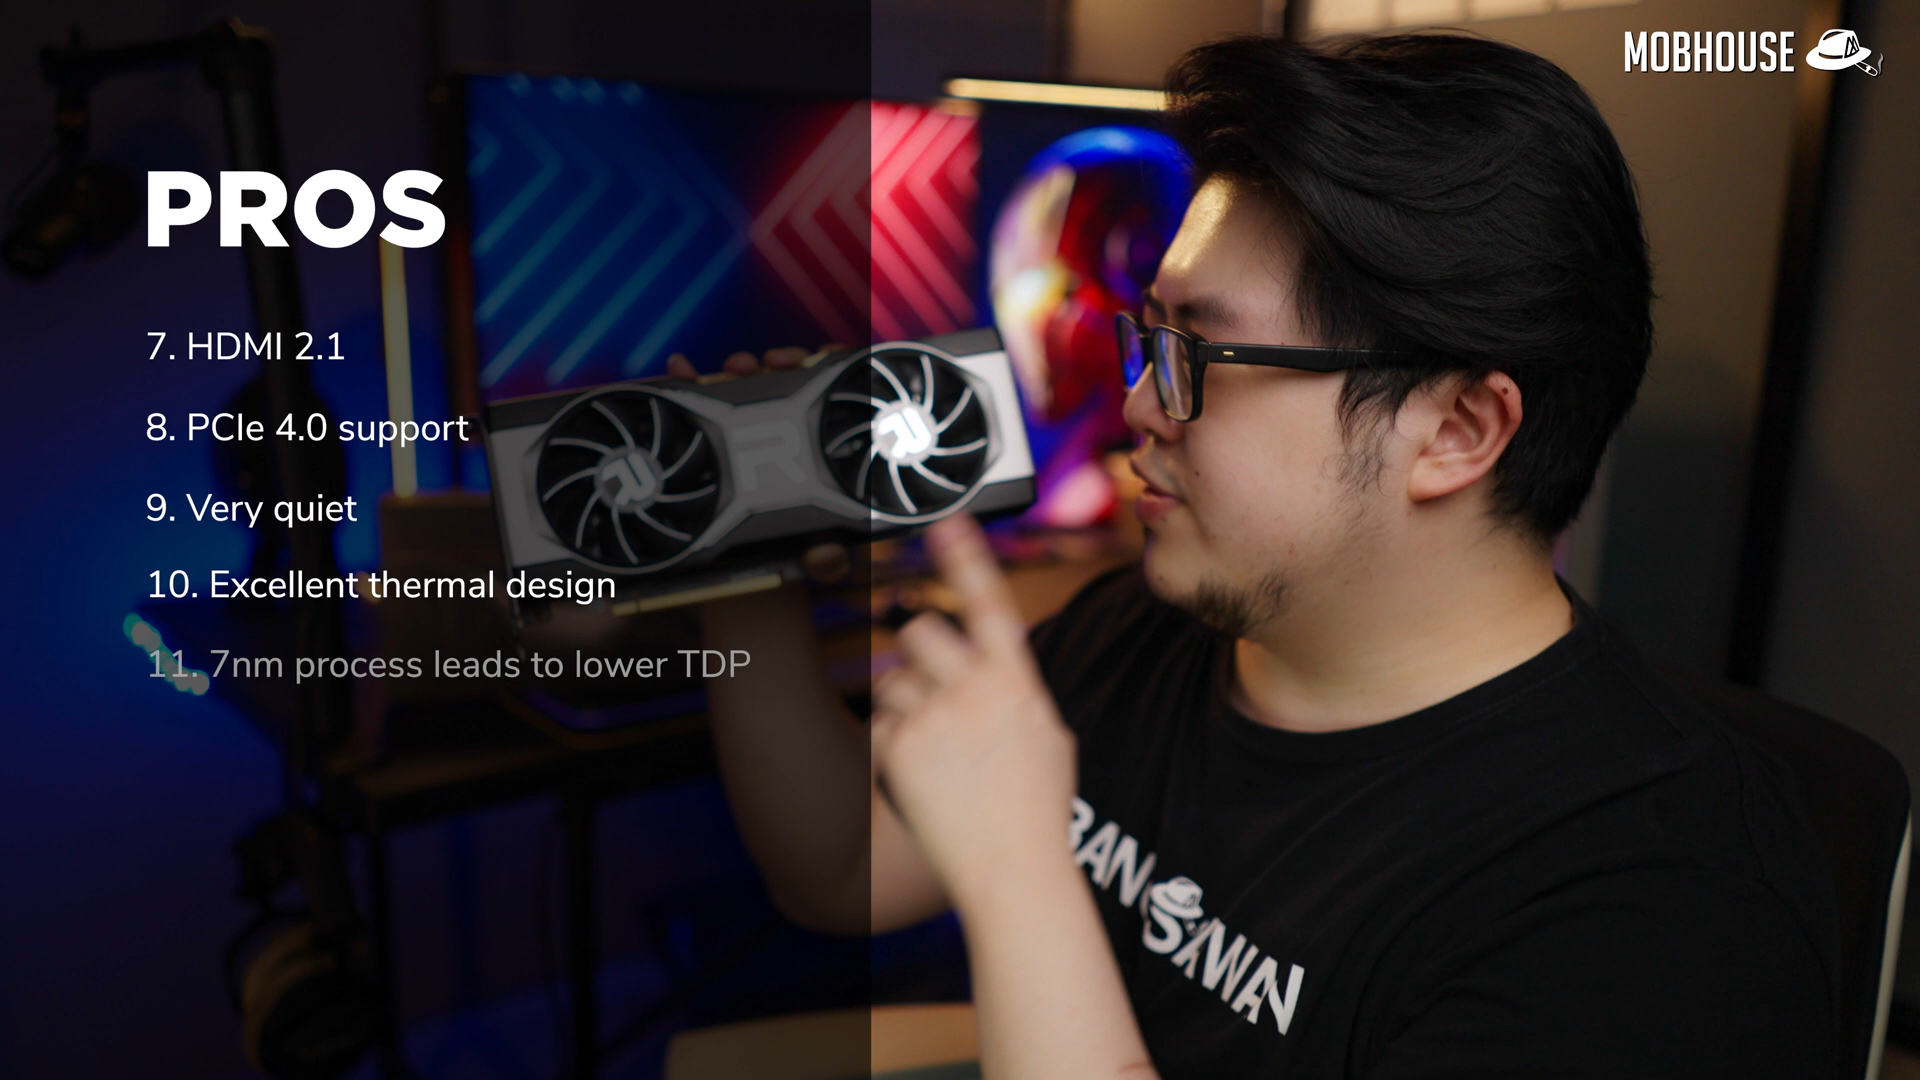 MOBHOUSE
PROS
7. HDMI 2.1
8. PCIe 4.0 support
9. Very quiet
10. Excellent thermal design
11. 7nm process leads to lower TDP
R
R
R
BANGSAWAN